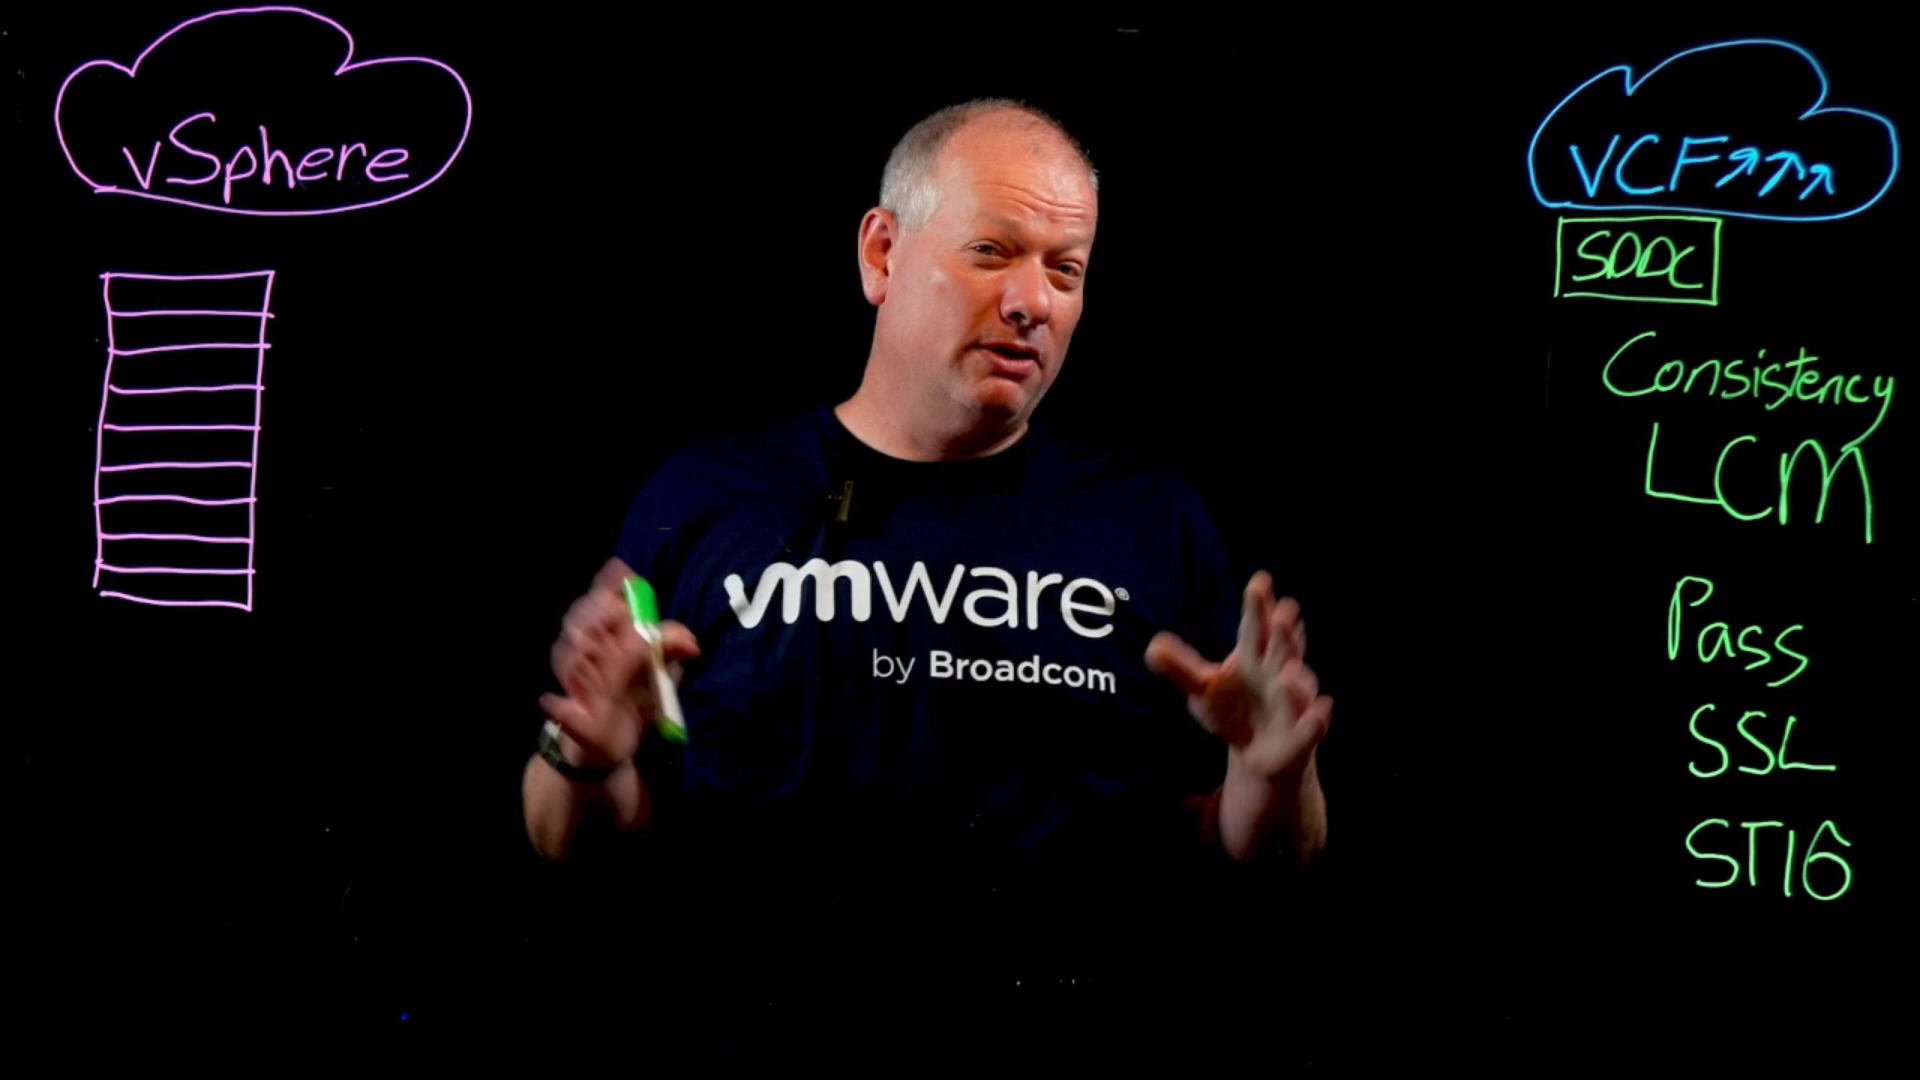 vSphere
VCF
SDDC
Consistency
LCM
Pass
SSL
STIG
vmware®
by Broadcom